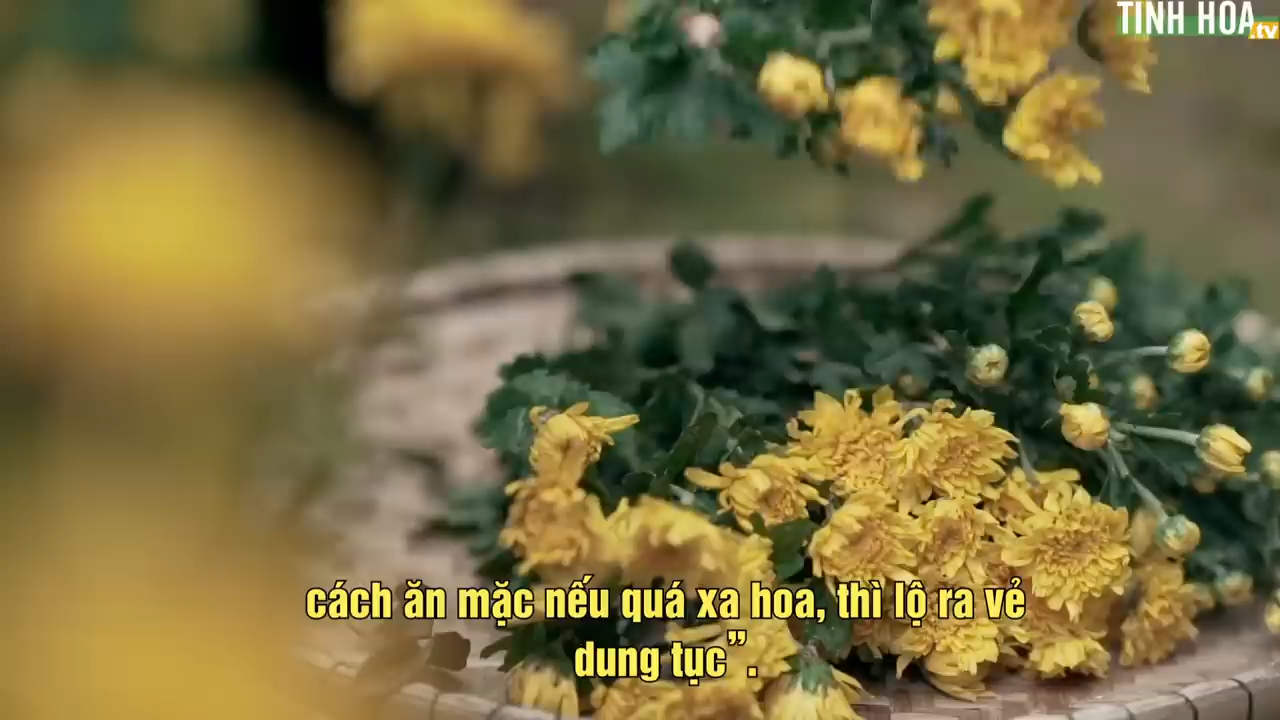 TINH HOA
.tv
cách ăn mặc nếu quá xa hoa, thì lộ ra vẻ
dung tục”.